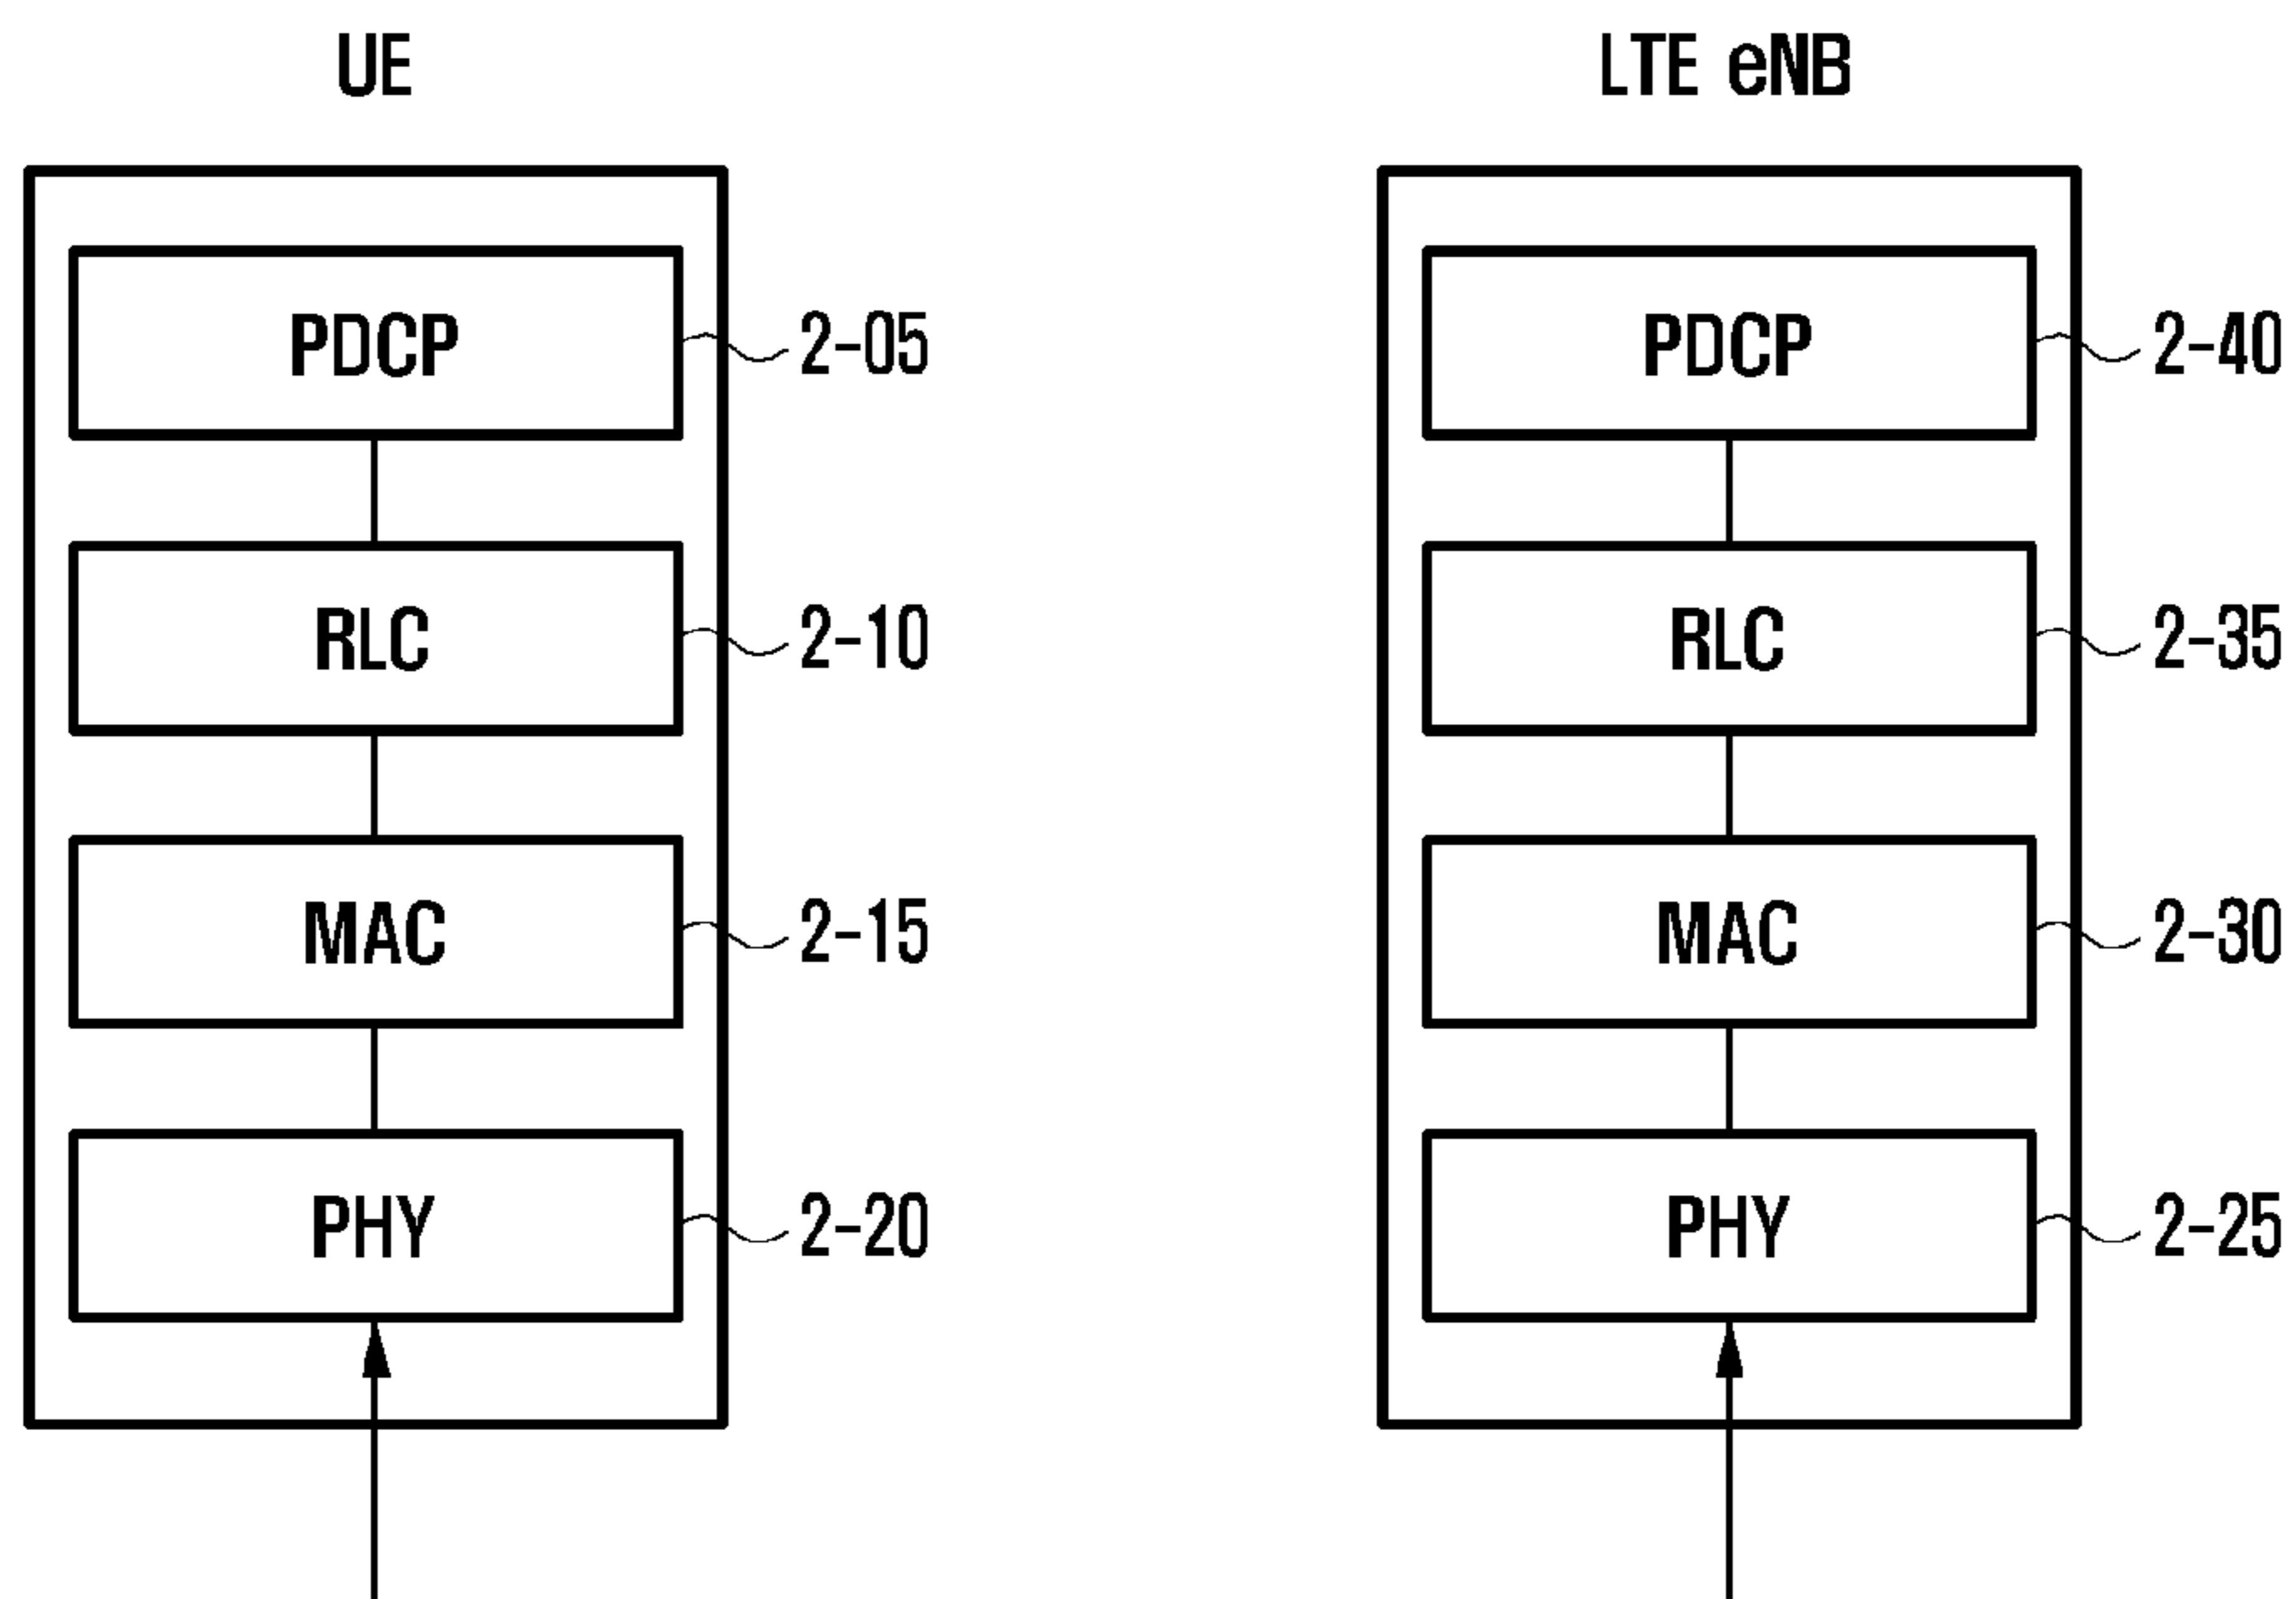 UE
LTE eNB
PDCP
2-05
PDCP
2-40
RLC
2-10
RLC
2-35
MAC
2-15
MAC
2-30
PHY
2-20
PHY
2-25